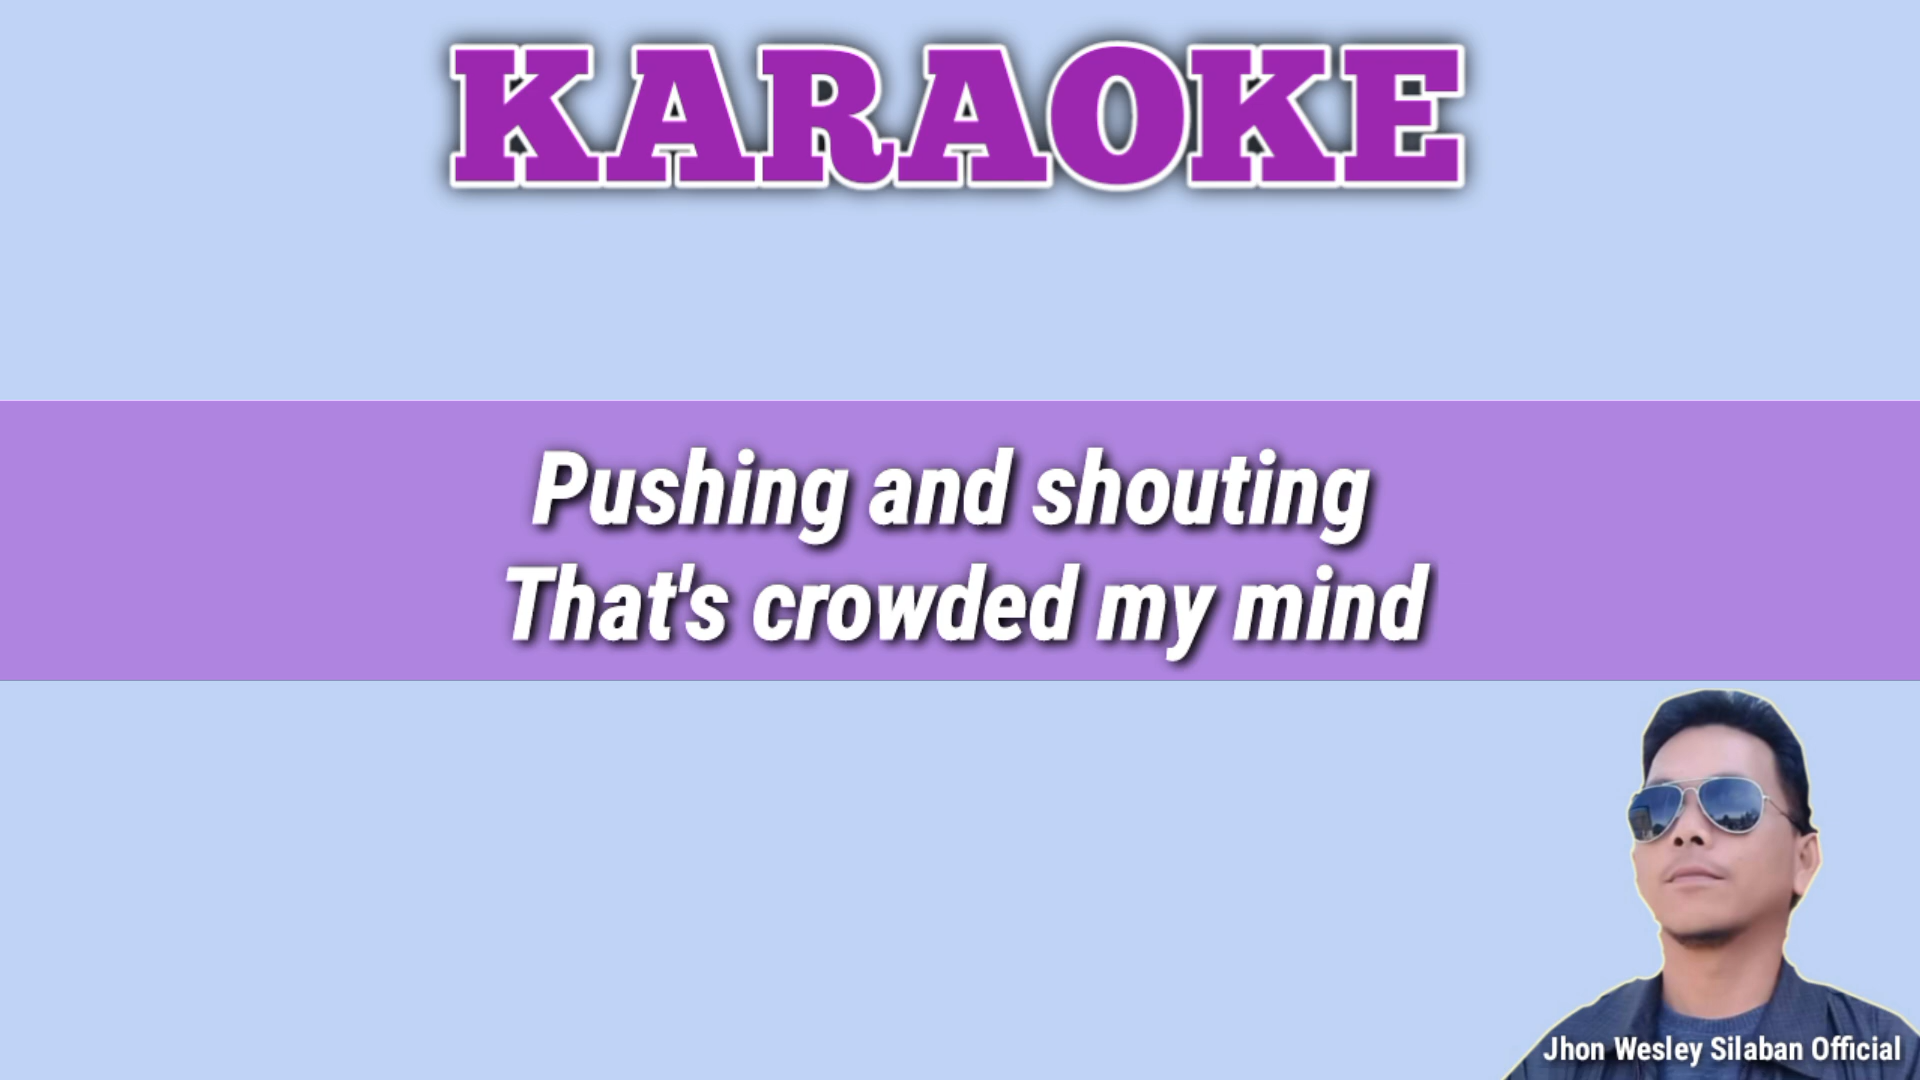 KARAOKE
Pushing and shouting
That's crowded my mind
Jhon Wesley Silaban Official